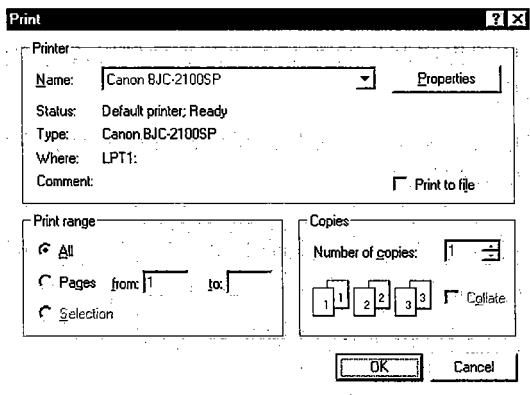 Print
Printer
Name: Canon BJC-2100SP Properties
Status: Default printer; Ready
Type: Canon BJC-2100SP
Where: LPT1:
Comment: Print to file
Print range
All
Pages from: 1 to:
Selection
Copies
Number of copies: 1
1 1 2 2 3 3 Collate
OK Cancel